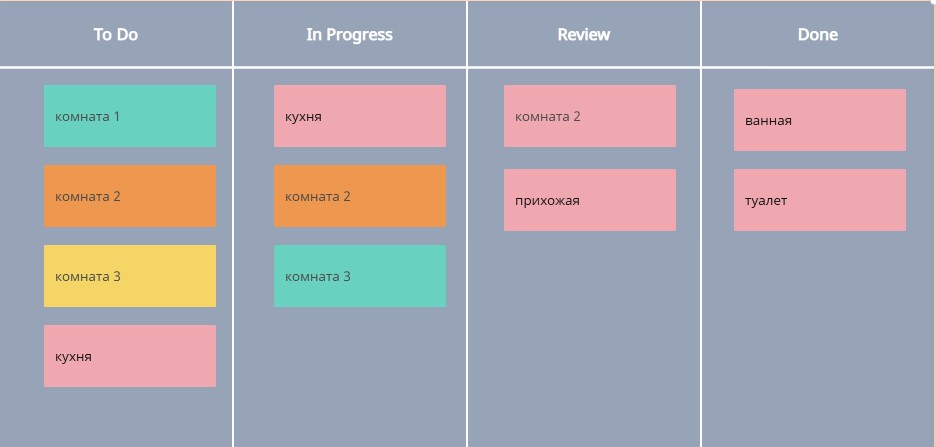 To Do
In Progress
Review
Done
комната 1
комната 2
комната 3
кухня
кухня
комната 2
комната 3
комната 2
прихожая
ванная
туалет